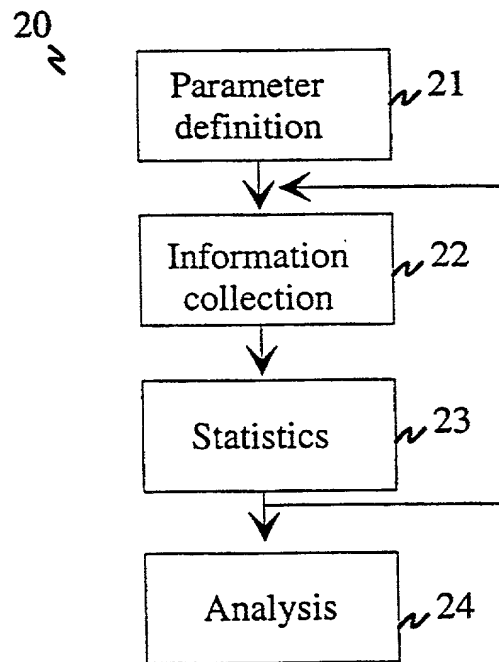 20
Parameter
definition
21
Information
collection
22
Statistics
23
Analysis
24